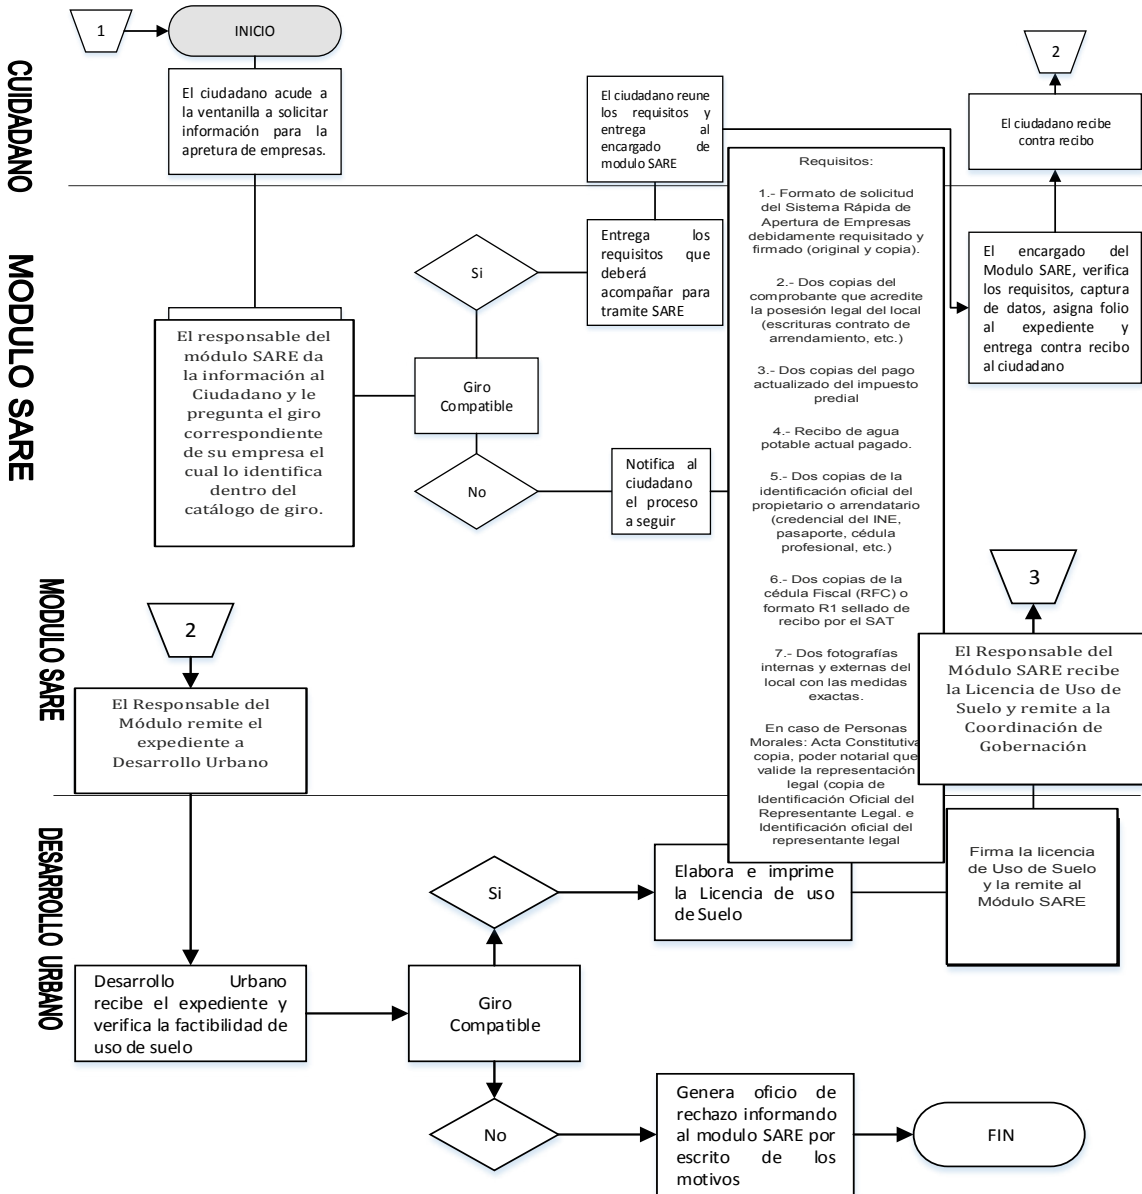 1
INICIO
2
CUIDADANO
El ciudadano acude a
la ventanilla a solicitar
información para la
apretura de empresas.
El ciudadano reune
los requisitos y
entrega al
encargado de
modulo SARE
El ciudadano recibe
contra recibo
MODULO SARE
El responsable del
módulo SARE da
la información al
Ciudadano y le
pregunta el giro
correspondiente
de su empresa el
cual lo identifica
dentro del
catálogo de giro.
Si
Giro
Compatible
No
Entrega los
requisitos que
deberá
acompañar para
tramite SARE
Notifica al
ciudadano
el proceso
a seguir
Requisitos:
1.- Formato de solicitud
del Sistema Rápida de
Apertura de Empresas
debidamente requisitado y
firmado (original y copia).
2.- Dos copias del
comprobante que acredite
la posesión legal del local
(escrituras contrato de
arrendamiento, etc.)
3.- Dos copias del pago
actualizado del impuesto
predial
4.- Recibo de agua
potable actual pagado.
5.- Dos copias de la
identificación oficial del
propietario o arrendatario
(credencial del INE,
pasaporte, cédula
profesional, etc.)
6.- Dos copias de la
cédula Fiscal (RFC) o
formato R1 sellado de
recibo por el SAT
7.- Dos fotografías
internas y externas del
local con las medidas
exactas.
En caso de Personas
Morales: Acta Constitutiva
copia, poder notarial que
valide la representación
legal (copia de
Identificación Oficial del
Representante Legal. e
Identificación oficial del
representante legal
El encargado del
Modulo SARE, verifica
los requisitos, captura
de datos, asigna folio
al expediente y
entrega contra recibo
al ciudadano
MODULO SARE
2
El Responsable del
Módulo remite el
expediente a
Desarrollo Urbano
3
El Responsable del
Módulo SARE recibe
la Licencia de Uso de
Suelo y remite a la
Coordinación de
Gobernación
DESARROLLO URBANO
Desarrollo Urbano
recibe el expediente y
verifica la factibilidad de
uso de suelo
Si
Giro
Compatible
No
Elabora e imprime
la Licencia de uso
de Suelo
Firma la licencia
de Uso de Suelo
y la remite al
Módulo SARE
Genera oficio de
rechazo informando
al modulo SARE por
escrito de los
motivos
FIN